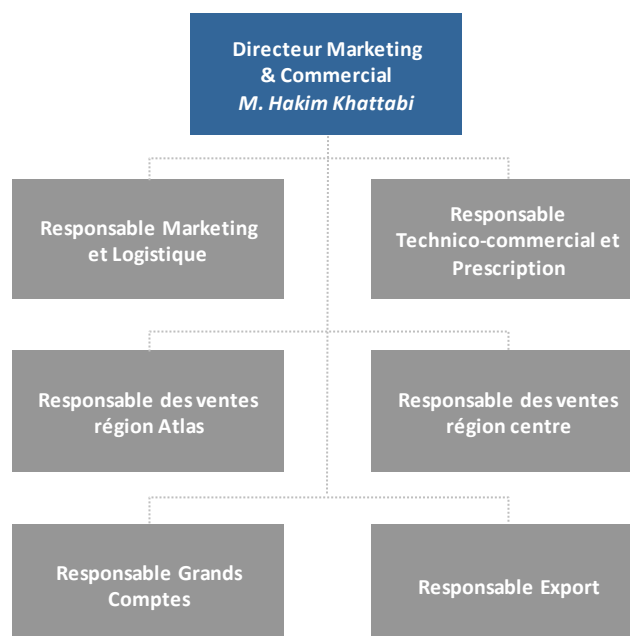 Directeur Marketing
& Commercial
M. Hakim Khattabi
Responsable Marketing
et Logistique
Responsable
Technico-commercial et
Prescription
Responsable des ventes
région Atlas
Responsable des ventes
région centre
Responsable Grands
Comptes
Responsable Export